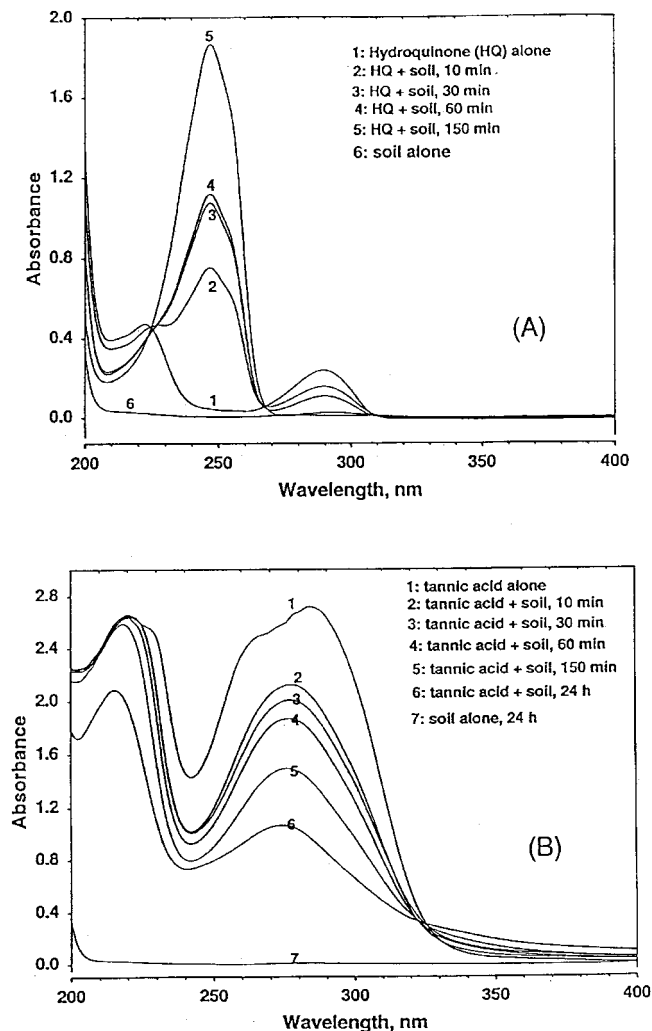 2.0
1.6
1.2
0.8
0.4
0.0
Absorbance
5
4
3
2
1
6
1: Hydroquinone (HQ) alone
2: HQ + soil, 10 min
3: HQ + soil, 30 min
4: HQ + soil, 60 min
5: HQ + soil, 150 min
6: soil alone
(A)
200 250 300 350 400
Wavelength, nm
2.8
2.4
2.0
1.6
1.2
0.8
0.4
0.0
Absorbance
1
2
3
4
5
6
7
1: tannic acid alone
2: tannic acid + soil, 10 min
3: tannic acid + soil, 30 min
4: tannic acid + soil, 60 min
5: tannic acid + soil, 150 min
6: tannic acid + soil, 24 h
7: soil alone, 24 h
(B)
200 250 300 350 400
Wavelength, nm